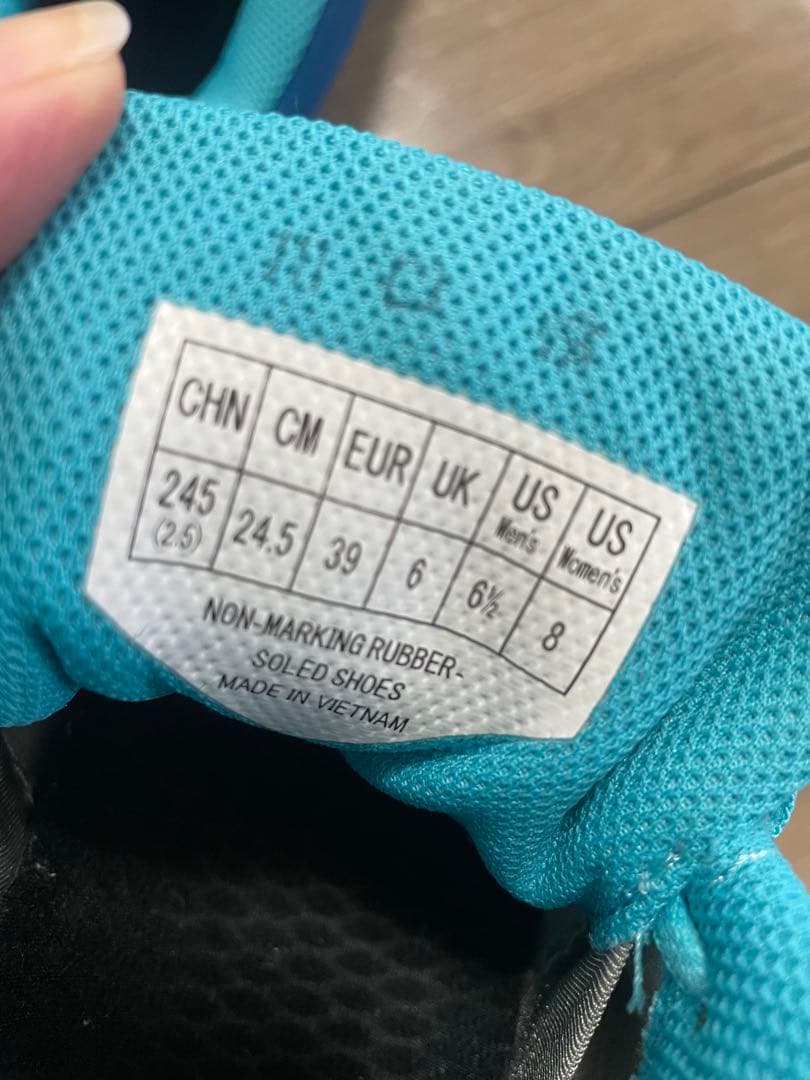 CHN CM EUR UK US Men's US Women's
245 (2.5) 24.5 39 6 6½ 8
NON-MARKING RUBBER-
SOLED SHOES
MADE IN VIETNAM